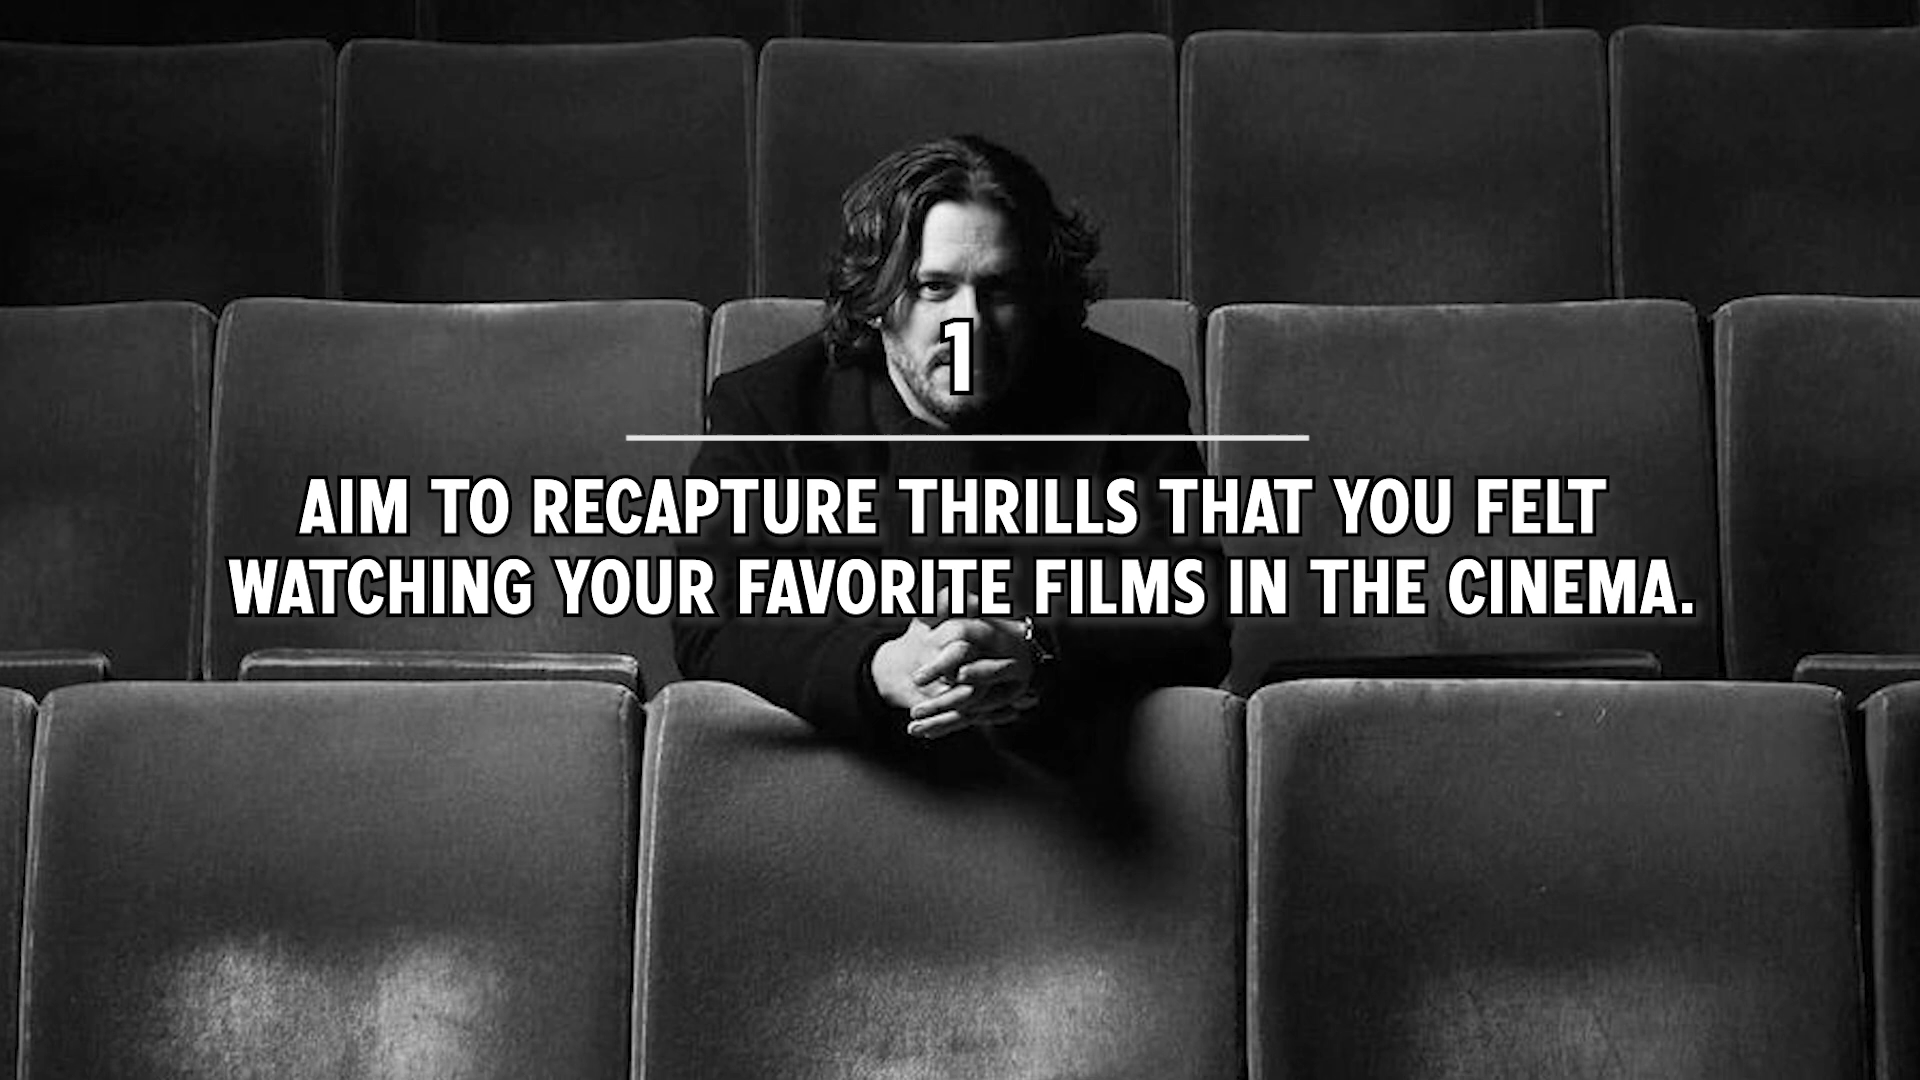 1
AIM TO RECAPTURE THRILLS THAT YOU FELT
WATCHING YOUR FAVORITE FILMS IN THE CINEMA.